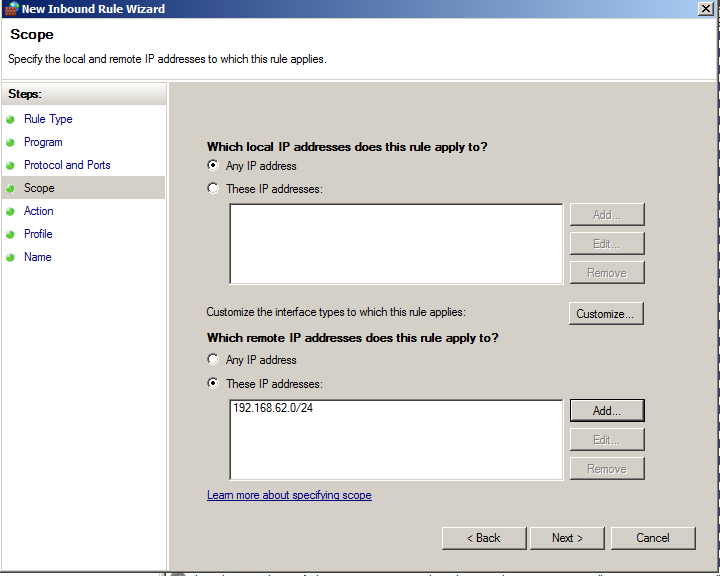 New Inbound Rule Wizard
Scope
Specify the local and remote IP addresses to which this rule applies.
Steps:
Rule Type
Program
Protocol and Ports
Scope
Action
Profile
Name
Which local IP addresses does this rule apply to?
Any IP address
These IP addresses:
Add...
Edit...
Remove
Customize the interface types to which this rule applies:
Customize...
Which remote IP addresses does this rule apply to?
Any IP address
These IP addresses:
192.168.62.0/24
Add...
Edit...
Remove
Learn more about specifying scope
< Back
Next >
Cancel